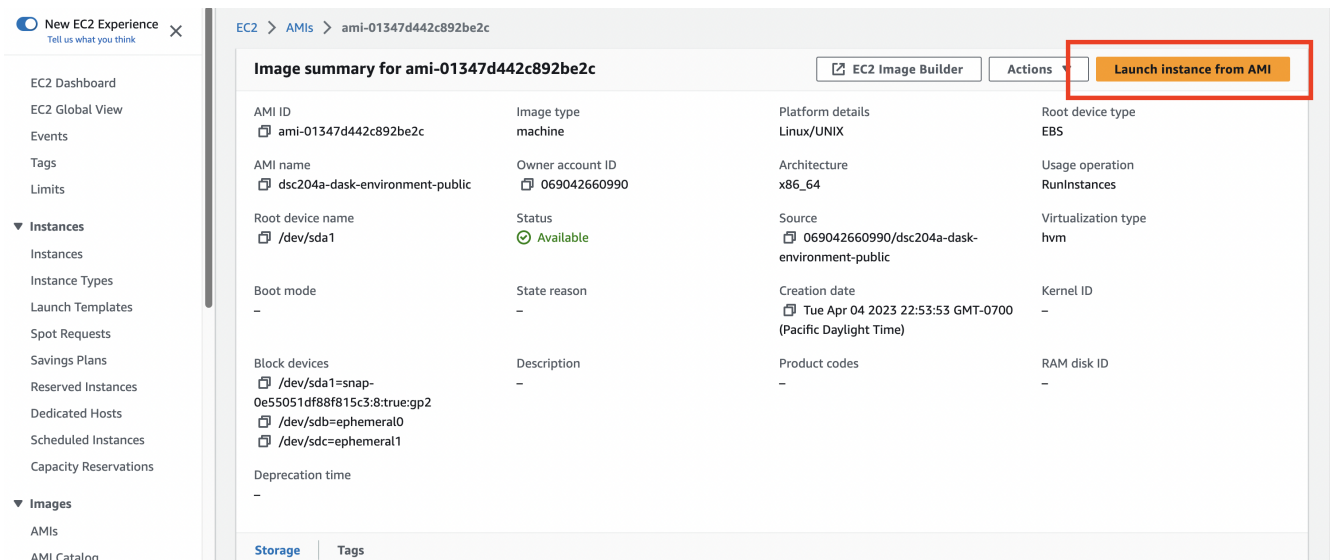 New EC2 Experience
Tell us what you think
EC2 Dashboard
EC2 Global View
Events
Tags
Limits
Instances
Instances
Instance Types
Launch Templates
Spot Requests
Savings Plans
Reserved Instances
Dedicated Hosts
Scheduled Instances
Capacity Reservations
Images
AMIs
AMI Catalog
EC2 > AMIs > ami-01347d442c892be2c
Image summary for ami-01347d442c892be2c
EC2 Image Builder
Actions
Launch instance from AMI
AMI ID
ami-01347d442c892be2c
Image type
machine
Platform details
Linux/UNIX
Root device type
EBS
AMI name
dsc204a-dask-environment-public
Owner account ID
069042660990
Architecture
x86_64
Usage operation
RunInstances
Root device name
/dev/sda1
Status
Available
Source
069042660990/dsc204a-dask-
environment-public
Virtualization type
hvm
Boot mode
–
State reason
–
Creation date
Tue Apr 04 2023 22:53:53 GMT-0700
(Pacific Daylight Time)
Kernel ID
–
Block devices
/dev/sda1=snap-
0e55051df88f815c3:8:true:gp2
/dev/sdb=ephemeral0
/dev/sdc=ephemeral1
Description
–
Product codes
–
RAM disk ID
–
Deprecation time
–
Storage
Tags